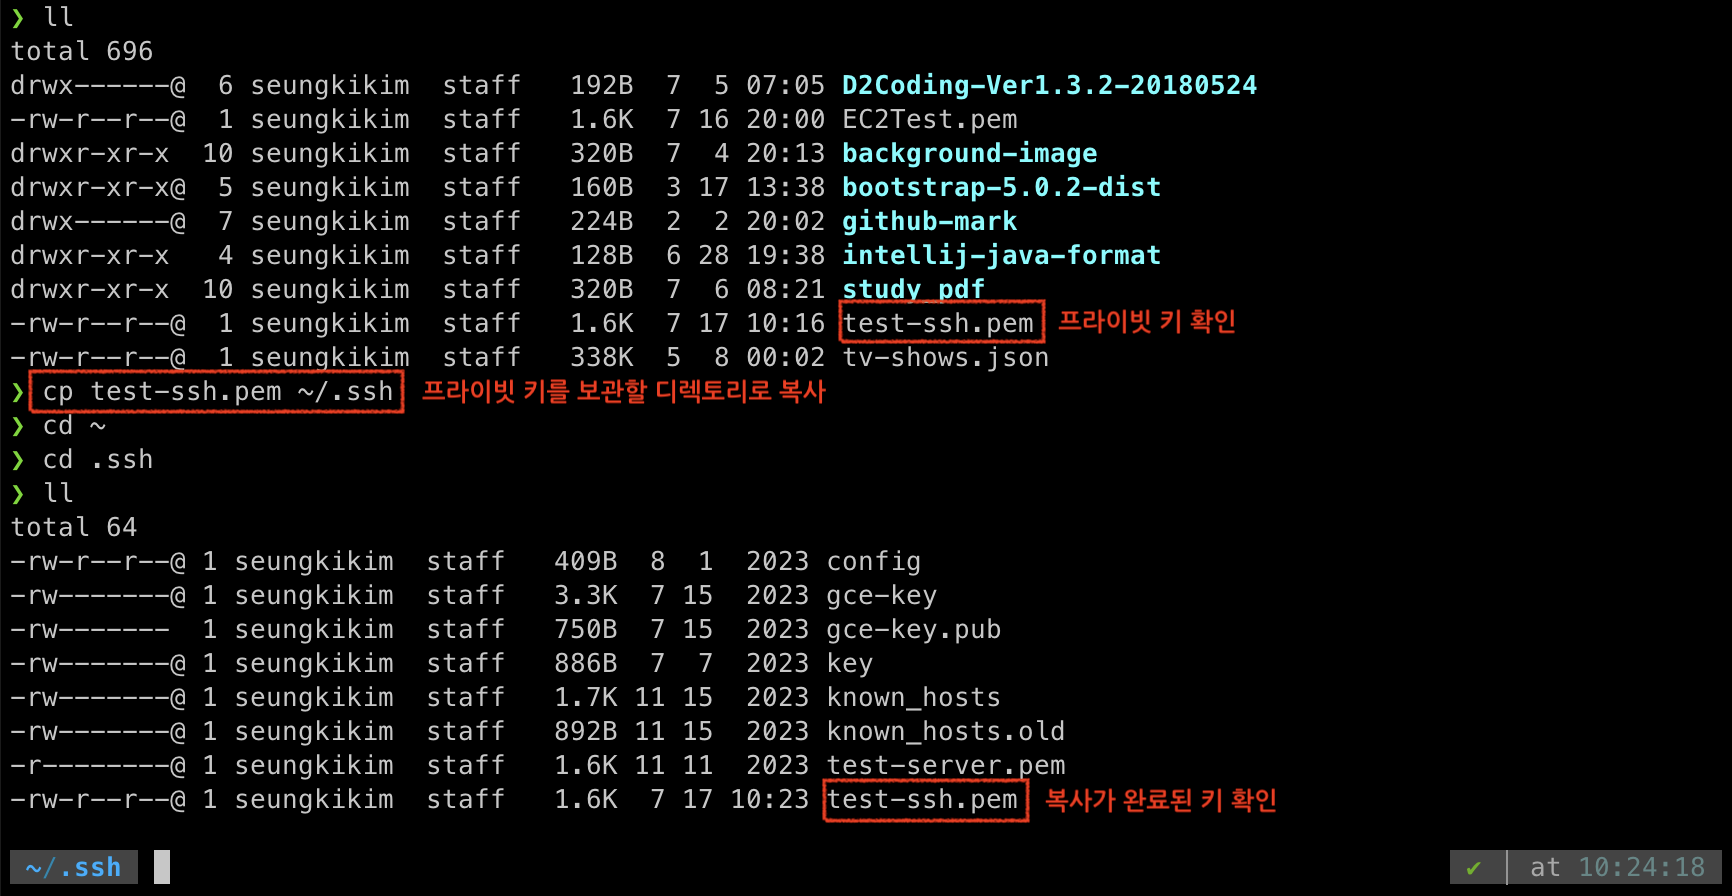 ❯ ll
total 696
drwx------@  6 seungkikim  staff   192B  7  5 07:05 D2Coding-Ver1.3.2-20180524
-rw-r--r--@  1 seungkikim  staff   1.6K  7 16 20:00 EC2Test.pem
drwxr-xr-x  10 seungkikim  staff   320B  7  4 20:13 background-image
drwxr-xr-x@  5 seungkikim  staff   160B  3 17 13:38 bootstrap-5.0.2-dist
drwx------@  7 seungkikim  staff   224B  2  2 20:02 github-mark
drwxr-xr-x   4 seungkikim  staff   128B  6 28 19:38 intellij-java-format
drwxr-xr-x  10 seungkikim  staff   320B  7  6 08:21 study_pdf
-rw-r--r--@  1 seungkikim  staff   1.6K  7 17 10:16 test-ssh.pem 프라이빗 키 확인
-rw-r--r--@  1 seungkikim  staff   338K  5  8 00:02 tv-shows.json
❯ cp test-ssh.pem ~/.ssh 프라이빗 키를 보관할 디렉토리로 복사
❯ cd ~
❯ cd .ssh
❯ ll
total 64
-rw-r--r--@ 1 seungkikim  staff   409B  8  1  2023 config
-rw-------@ 1 seungkikim  staff   3.3K  7 15  2023 gce-key
-rw-------  1 seungkikim  staff   750B  7 15  2023 gce-key.pub
-rw-------@ 1 seungkikim  staff   886B  7  7  2023 key
-rw-------@ 1 seungkikim  staff   1.7K 11 15  2023 known_hosts
-rw-------@ 1 seungkikim  staff   892B 11 15  2023 known_hosts.old
-r--------@ 1 seungkikim  staff   1.6K 11 11  2023 test-server.pem
-rw-r--r--@ 1 seungkikim  staff   1.6K  7 17 10:23 test-ssh.pem 복사가 완료된 키 확인
~/.ssh ✔ at 10:24:18